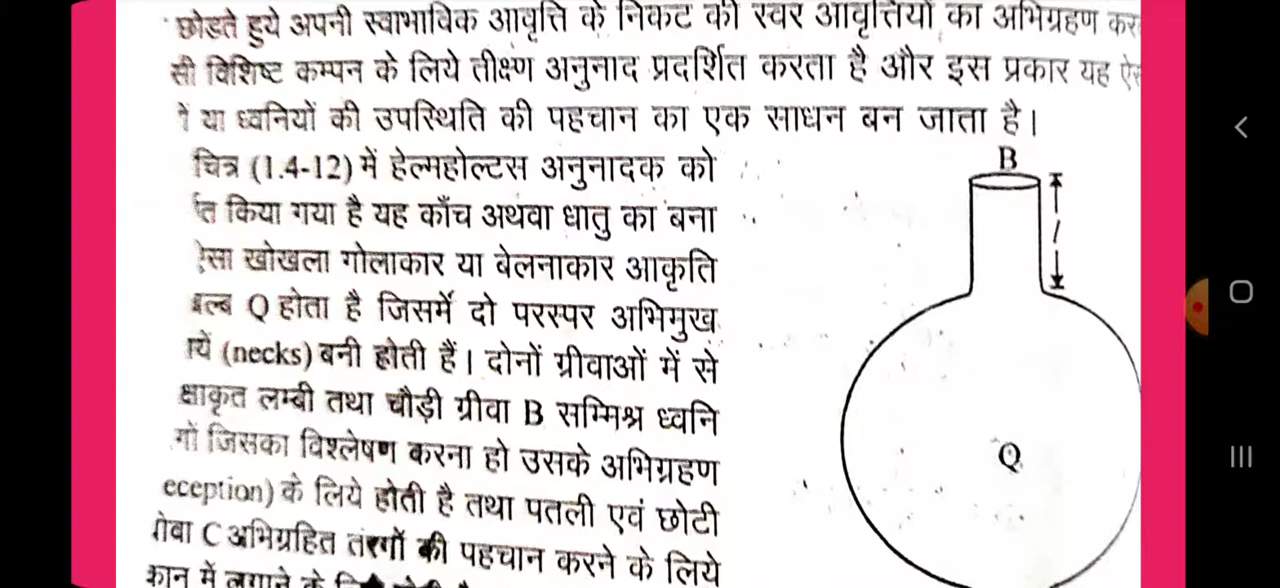 छोडते हुये अपनी स्वाभाविक आवृत्ति के निकट की स्वर आवृत्तियों का अभिग्रहण कर
सी विशिष्ट कम्पन के लिये तीक्ष्ण अनुनाद प्रदर्शित करता है और इस प्रकार यह
या ध्वनियों की उपस्थिति की पहचान का एक साधन बन जाता है।
B
चित्र (1.4-12) में हेल्महोल्टस अनुनादक को
किया गया है यह काँच अथवा धातु का बना
खोखला गोलाकार या बेलनाकार आकृति
l
Q होता है जिसमें दो परस्पर अभिमुख
(necks) बनी होती हैं। दोनों ग्रीवाओं में से
क्षाकृत लम्बी तथा चौड़ी ग्रीवा B सम्मिश्र ध्वनि
गों जिसका विश्लेषण करना हो उसके अभिग्रहण
Q
eception) के लिये होती है तथा पतली एवं छोटी
C अभिग्रहित तंरगों की पहचान करने के लिये
कान में लगाने के